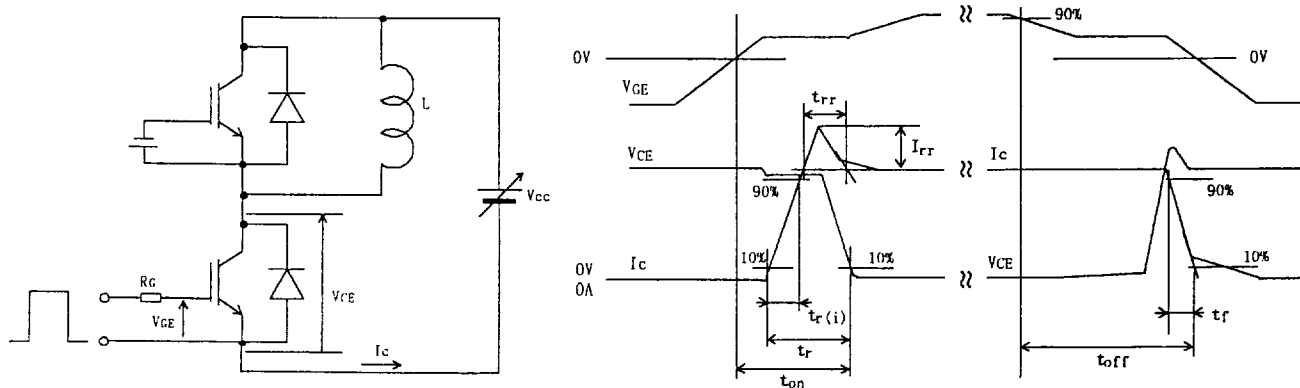 L
Vcc
RG
VGE
VCE
Ic
0V
VGE
90%
0V
trr
Irr
VCE
Ic
90%
90%
10%
10%
0V
0A
Ic
VCE
10%
tr(i)
tr
ton
tf
toff